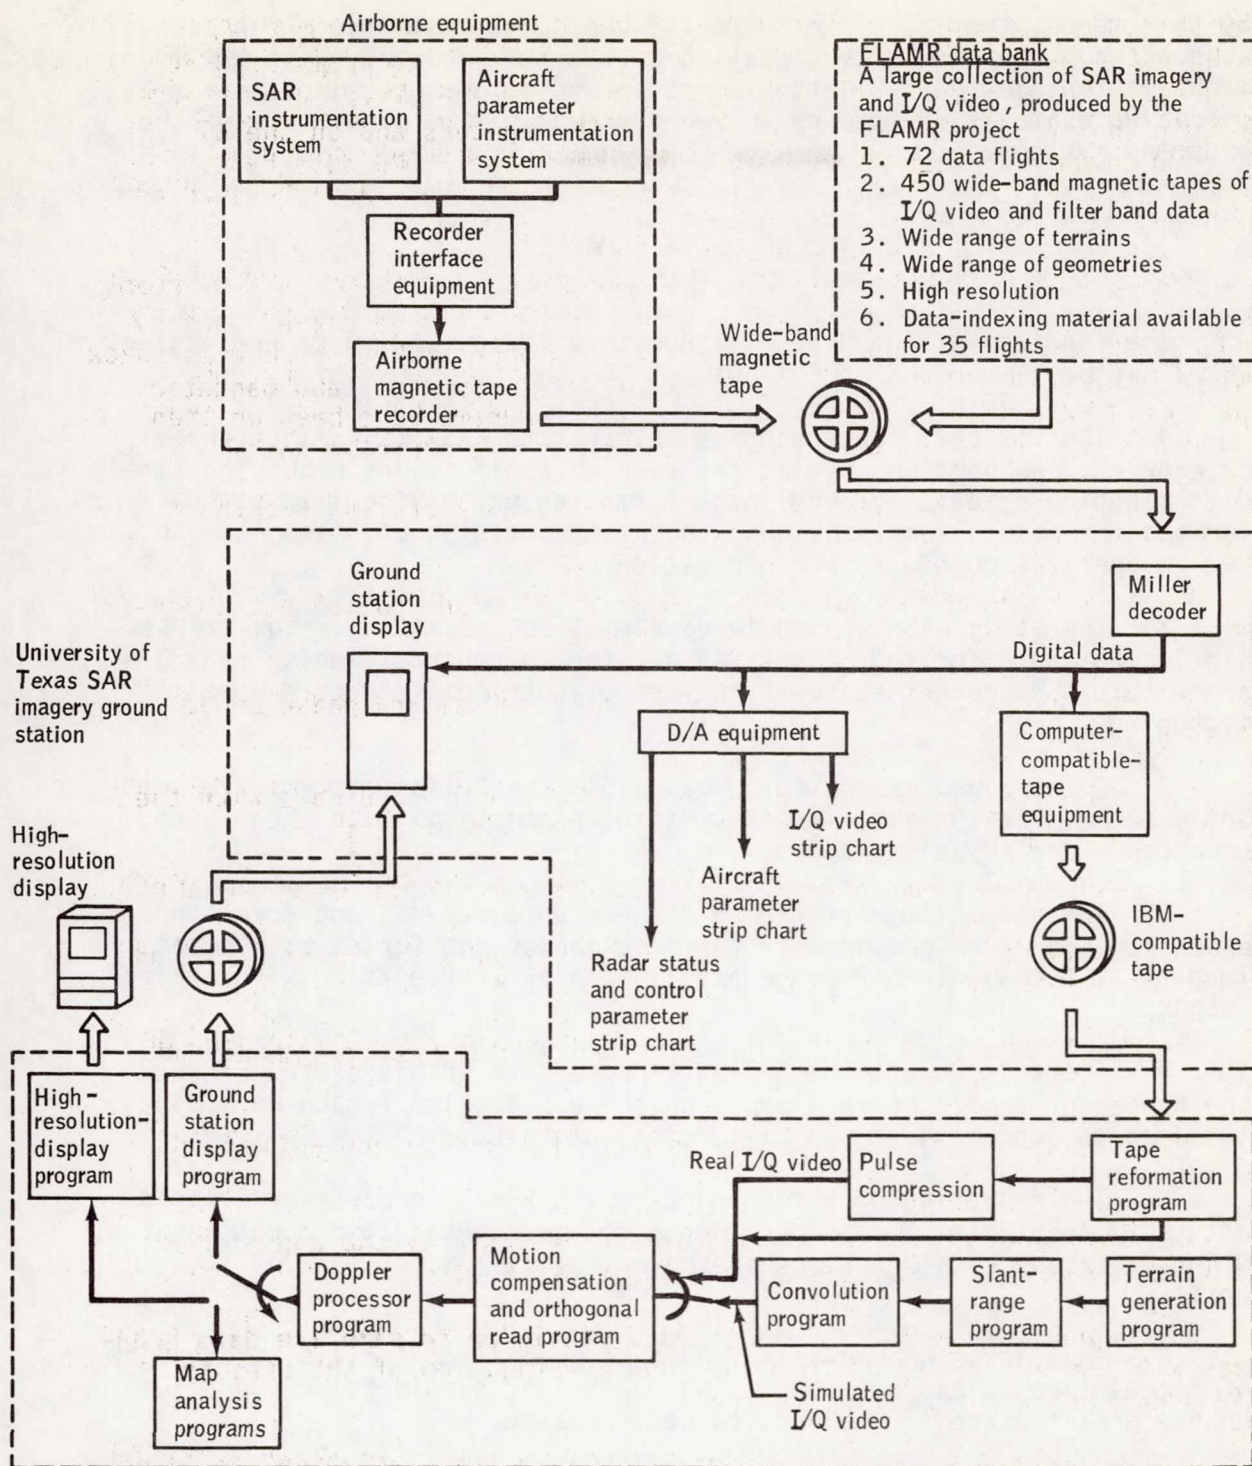 Airborne equipment
SAR
instrumentation
system
Aircraft
parameter
instrumentation
system
Recorder
interface
equipment
Airborne
magnetic tape
recorder
FLAMR data bank
A large collection of SAR imagery
and I/Q video, produced by the
FLAMR project
1. 72 data flights
2. 450 wide-band magnetic tapes of
I/Q video and filter band data
3. Wide range of terrains
4. Wide range of geometries
5. High resolution
6. Data-indexing material available
for 35 flights
Wide-band
magnetic
tape
Ground
station
display
Miller
decoder
Digital data
University of
Texas SAR
imagery ground
station
D/A equipment
Computer-
compatible-
tape
equipment
I/Q video
strip chart
Aircraft
parameter
strip chart
Radar status
and control
parameter
strip chart
High-
resolution
display
IBM-
compatible
tape
High-
resolution-
display
program
Ground
station
display
program
Real I/Q video
Pulse
compression
Tape
reformation
program
Doppler
processor
program
Motion
compensation
and orthogonal
read program
Convolution
program
Slant-
range
program
Terrain
generation
program
Map
analysis
programs
Simulated
I/Q video